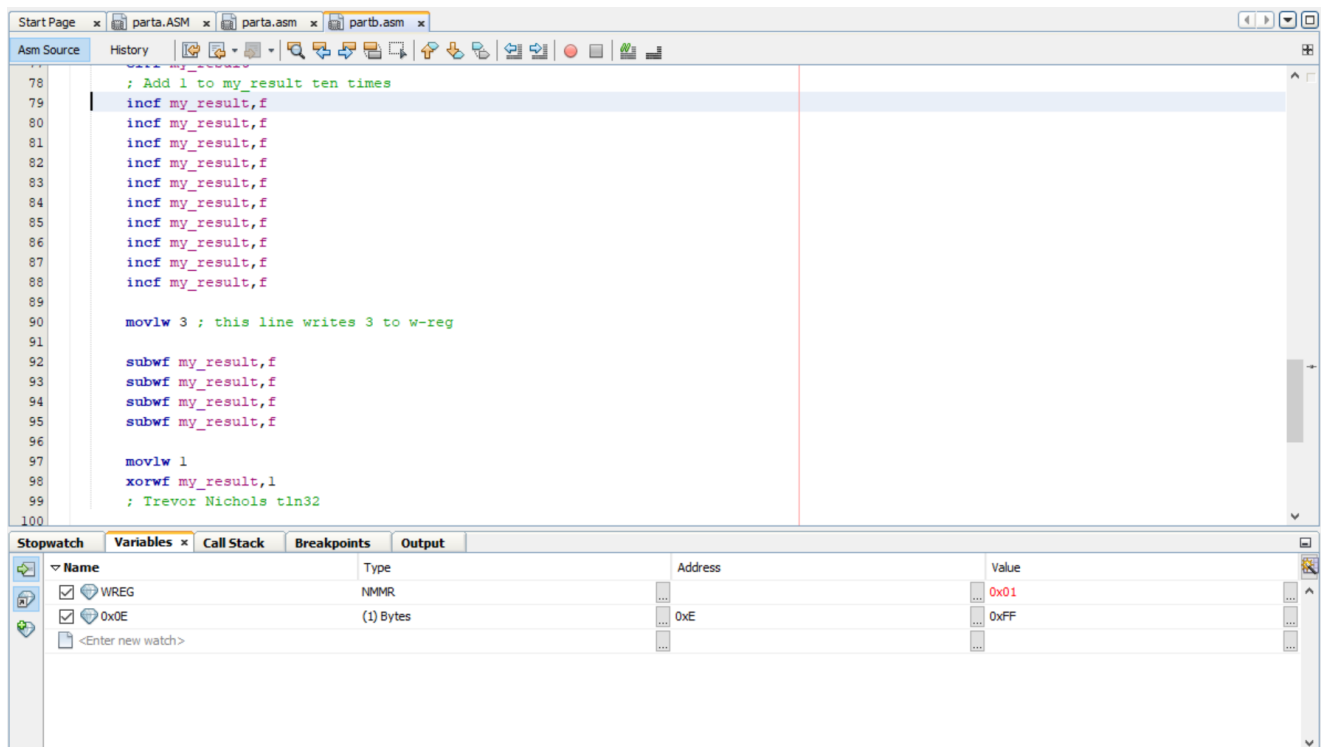 Start Page x parta.ASM x parta.asm x partb.asm x
Asm Source History
77 clrf my_result
78 ; Add 1 to my_result ten times
79 incf my_result,f
80 incf my_result,f
81 incf my_result,f
82 incf my_result,f
83 incf my_result,f
84 incf my_result,f
85 incf my_result,f
86 incf my_result,f
87 incf my_result,f
88 incf my_result,f
89
90 movlw 3 ; this line writes 3 to w-reg
91
92 subwf my_result,f
93 subwf my_result,f
94 subwf my_result,f
95 subwf my_result,f
96
97 movlw 1
98 xorwf my_result,1
99 ; Trevor Nichols tln32
100
Stopwatch Variables x Call Stack Breakpoints Output
Name Type Address Value
WREG NMMR ... ... 0x01 ...
0x0E (1) Bytes ... 0xE ... 0xFF ...
<Enter new watch> ... ... ...